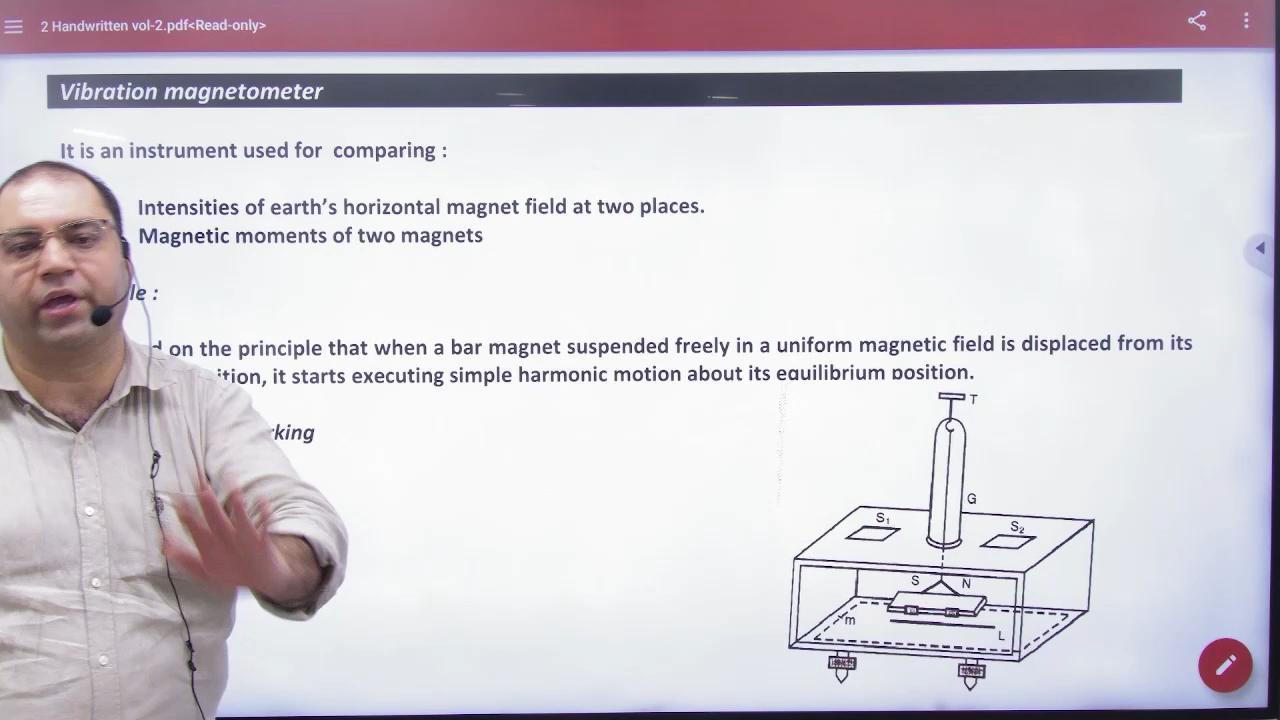 2 Handwritten vol-2.pdf<Read-only>
Vibration magnetometer
It is an instrument used for comparing :
Intensities of earth's horizontal magnet field at two places.
Magnetic moments of two magnets
le :
d on the principle that when a bar magnet suspended freely in a uniform magnetic field is displaced from its
ition, it starts executing simple harmonic motion about its equilibrium position.
rking
T
G
S₁
S₂
S
N
m
L